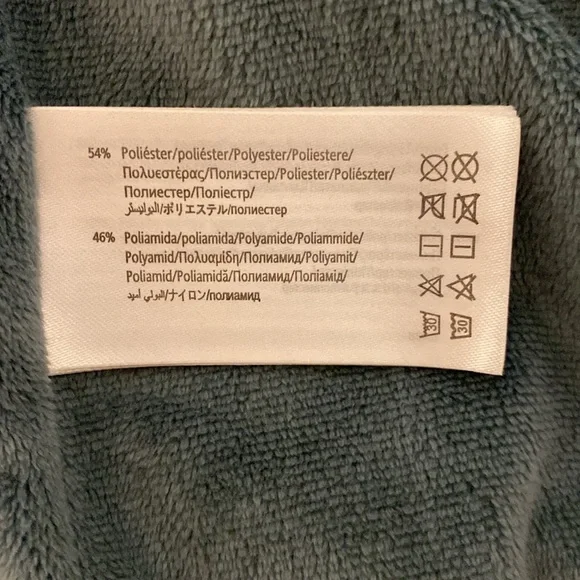 54% Poliéster/poliéster/Polyester/Poliestere/
Πολυεστέρας/Полиэстер/Poliester/Poliészter/
Полиестер/Поліестр/
البوليستر/ポリエステル/полиестер
46% Poliamida/poliamida/Polyamide/Poliammide/
Polyamid/Πολυαμίδη/Полиамид/Poliyamit/
Poliamid/Poliamidă/Полиамид/Поліамід/
البولي أميد/ナイロン/полиамид
30 30